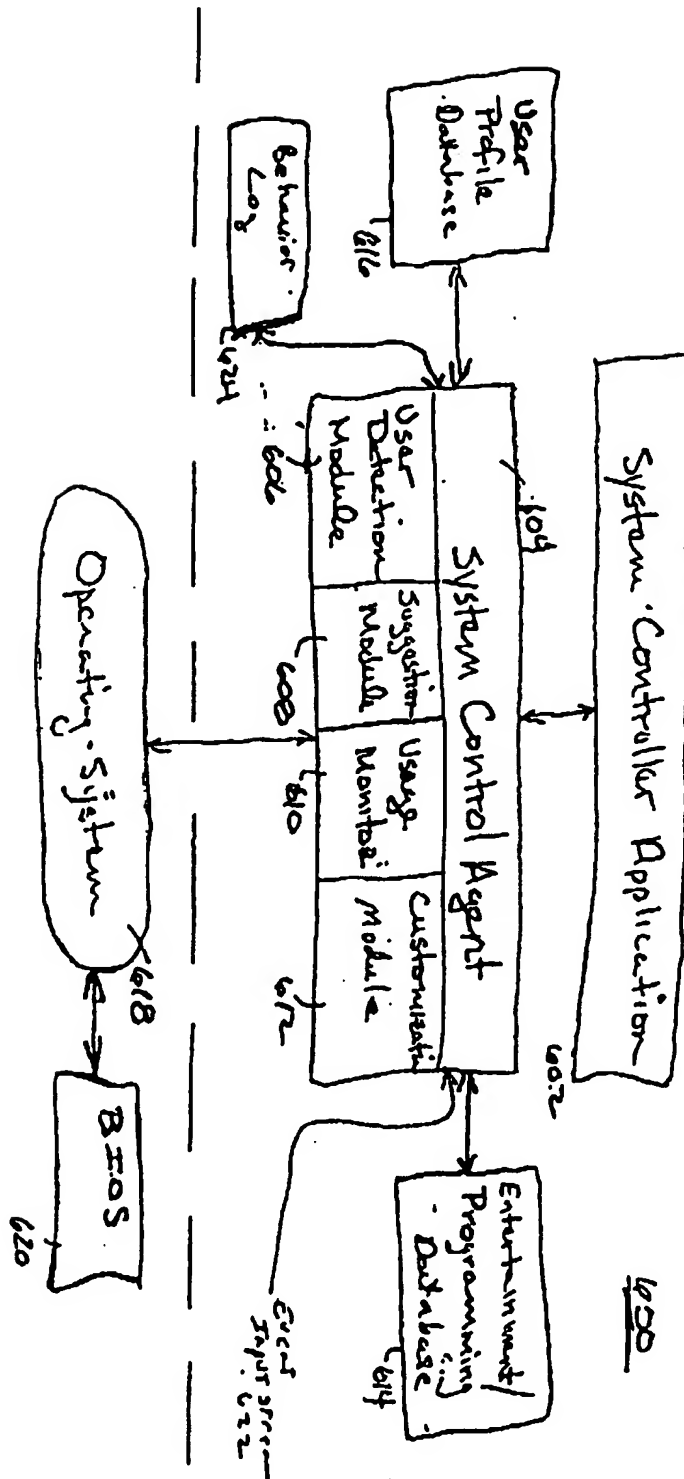 600
System Controller Application
602
User
Profile
Database
616
604
System Control Agent
Entertainment/
Programming
Database
614
Behavior
Log
624
User
Detection
Module
606
Suggestion
Module
608
Usage
Monitor
610
Customizati
Module
612
Event
Input stream
622
Operating System
618
BIOS
620